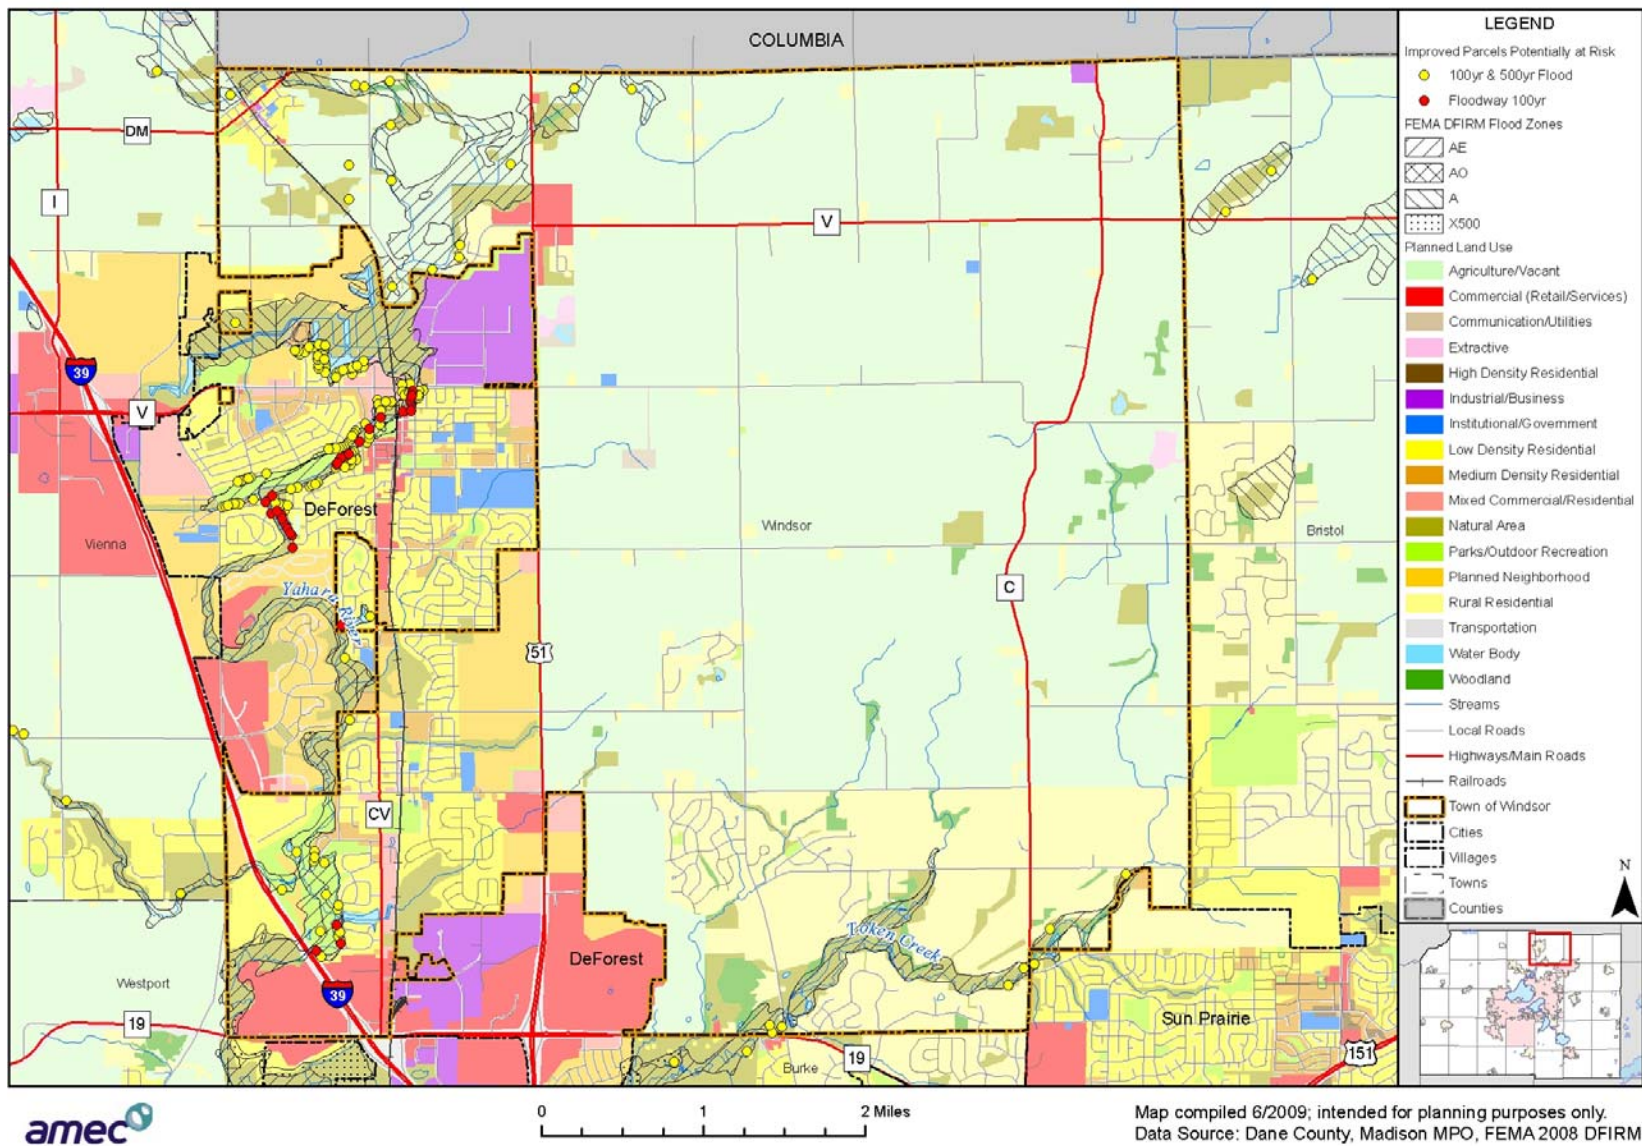 COLUMBIA
DM
I
V
V
39
DeForest
Vienna
Windsor
Bristol
C
Yahara River
51
CV
Token Creek
DeForest
Westport
39
19
Sun Prairie
19
151
Burke
LEGEND
Improved Parcels Potentially at Risk
100yr & 500yr Flood
Floodway 100yr
FEMA DFIRM Flood Zones
AE
AO
A
X500
Planned Land Use
Agriculture/Vacant
Commercial (Retail/Services)
Communication/Utilities
Extractive
High Density Residential
Industrial/Business
Institutional/Government
Low Density Residential
Medium Density Residential
Mixed Commercial/Residential
Natural Area
Parks/Outdoor Recreation
Planned Neighborhood
Rural Residential
Transportation
Water Body
Woodland
Streams
Local Roads
Highways/Main Roads
Railroads
Town of Windsor
Cities
Villages
Towns
Counties
N
amec
0 1 2 Miles
Map compiled 6/2009; intended for planning purposes only.
Data Source: Dane County, Madison MPO, FEMA 2008 DFIRM